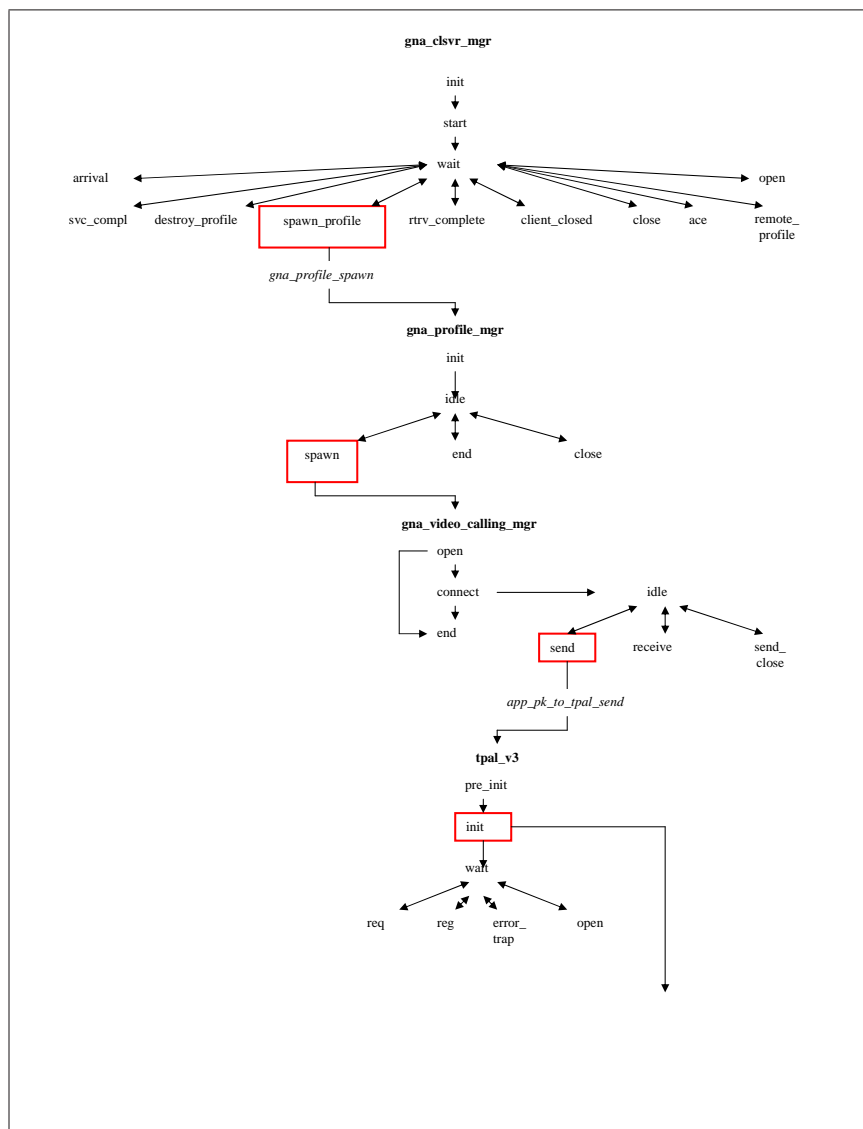 gna_clsvr_mgr
init
start
wait
arrival
open
svc_compl
destroy_profile
spawn_profile
rtrv_complete
client_closed
close
ace
remote_
profile
gna_profile_spawn
gna_profile_mgr
init
idle
spawn
end
close
gna_video_calling_mgr
open
connect
idle
end
send
receive
send_
close
app_pk_to_tpal_send
tpal_v3
pre_init
init
wait
req
reg
error_
trap
open